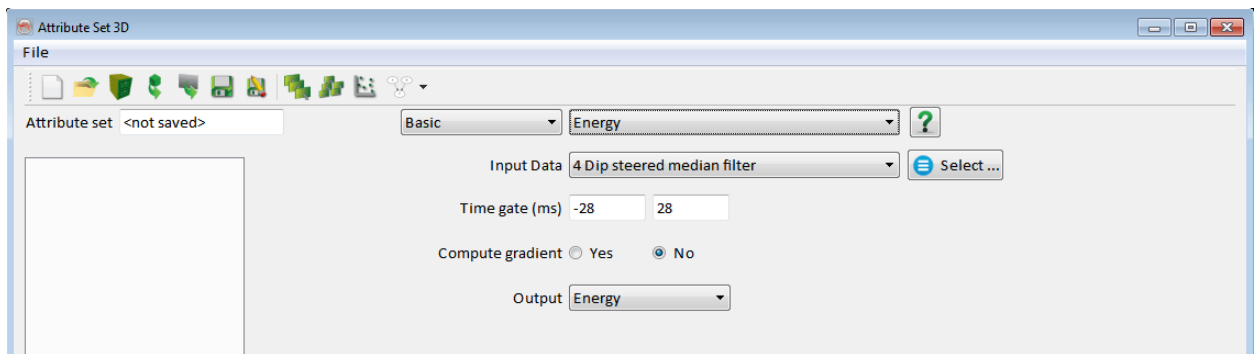 Attribute Set 3D
File
Attribute set <not saved> Basic Energy ?
Input Data 4 Dip steered median filter Select ...
Time gate (ms) -28 28
Compute gradient Yes No
Output Energy